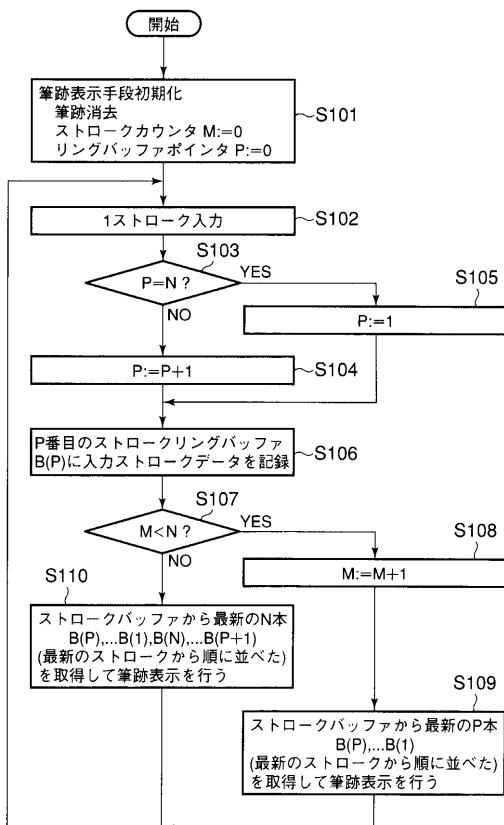 開始
筆跡表示手段初期化
筆跡消去
ストロークカウンタ M:=0
リングバッファポインタ P:=0
S101
1ストローク入力
S102
S103
P=N ?
YES
NO
S105
P:=1
P:=P+1
S104
P番目のストロークリングバッファ
B(P)に入力ストロークデータを記録
S106
S107
M<N ?
YES
NO
S108
M:=M+1
S110
ストロークバッファから最新のN本
B(P),...B(1),B(N),...B(P+1)
(最新のストロークから順に並べた)
を取得して筆跡表示を行う
S109
ストロークバッファから最新のP本
B(P),...B(1)
(最新のストロークから順に並べた)
を取得して筆跡表示を行う